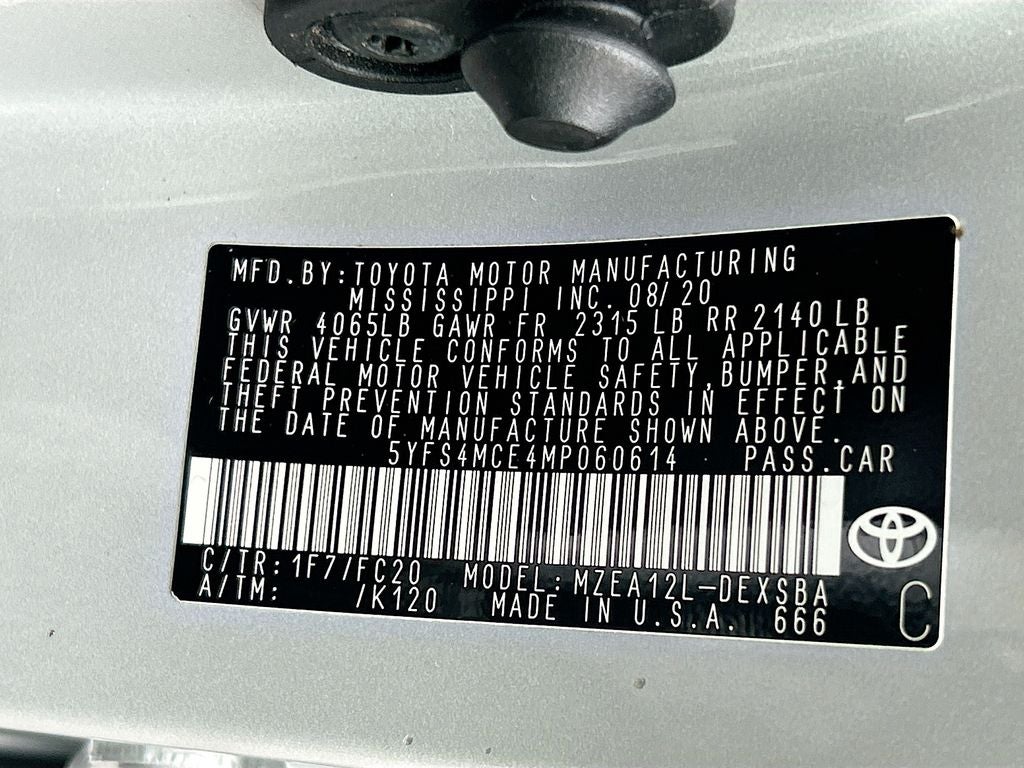 MFD. BY: TOYOTA MOTOR MANUFACTURING
MISSISSIPPI INC. 08/20
GVWR 4065LB GAWR FR 2315 LB RR 2140 LB
THIS VEHICLE CONFORMS TO ALL APPLICABLE
FEDERAL MOTOR VEHICLE SAFETY, BUMPER, AND
THEFT PREVENTION STANDARDS IN EFFECT ON
THE DATE OF MANUFACTURE SHOWN ABOVE.
5YFS4MCE4MP060614 PASS. CAR
C/TR: 1F7/FC20 MODEL: MZEA12L-DEXSBA
A/TM: /K120 MADE IN U.S.A. 666
C